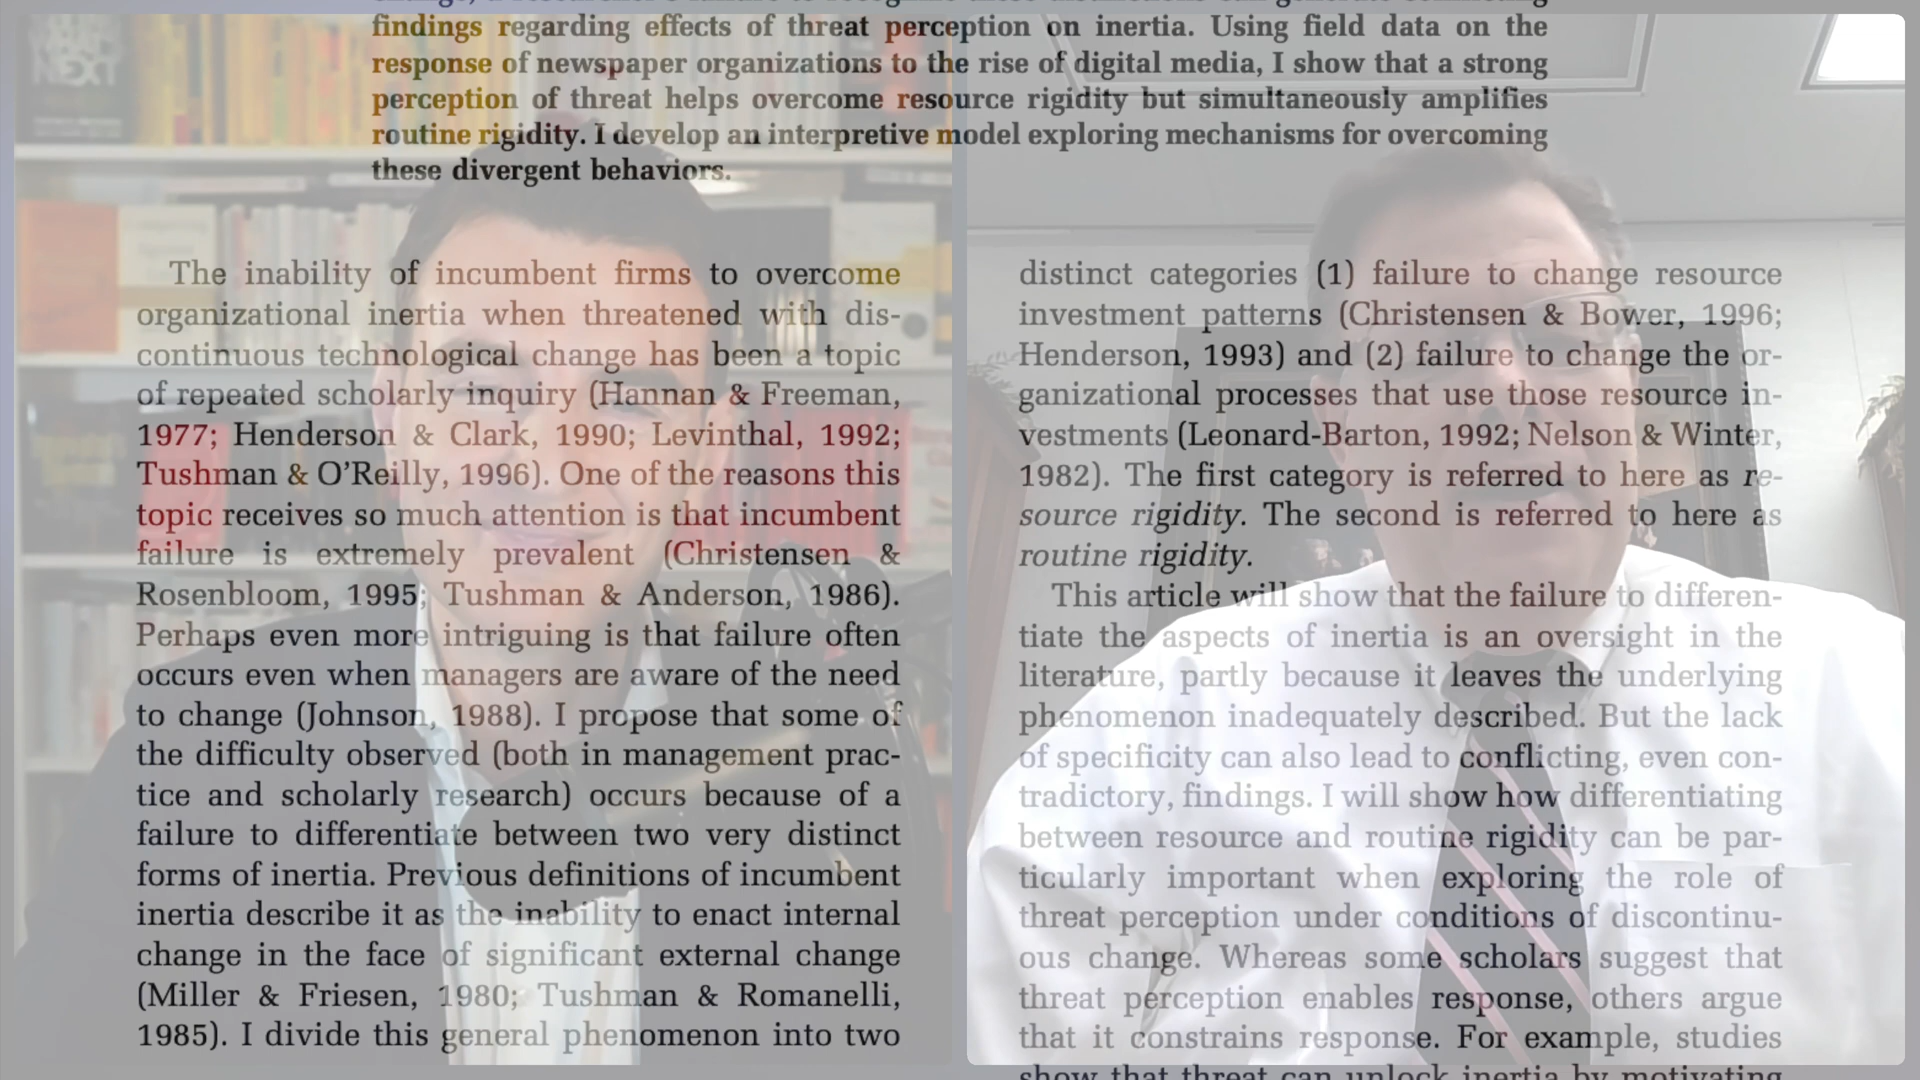 findings regarding effects of threat perception on inertia. Using field data on the
response of newspaper organizations to the rise of digital media, I show that a strong
perception of threat helps overcome resource rigidity but simultaneously amplifies
routine rigidity. I develop an interpretive model exploring mechanisms for overcoming
these divergent behaviors.
The inability of incumbent firms to overcome
organizational inertia when threatened with dis-
continuous technological change has been a topic
of repeated scholarly inquiry (Hannan & Freeman,
1977; Henderson & Clark, 1990; Levinthal, 1992;
Tushman & O'Reilly, 1996). One of the reasons this
topic receives so much attention is that incumbent
failure is extremely prevalent (Christensen &
Rosenbloom, 1995; Tushman & Anderson, 1986).
Perhaps even more intriguing is that failure often
occurs even when managers are aware of the need
to change (Johnson, 1988). I propose that some of
the difficulty observed (both in management prac-
tice and scholarly research) occurs because of a
failure to differentiate between two very distinct
forms of inertia. Previous definitions of incumbent
inertia describe it as the inability to enact internal
change in the face of significant external change
(Miller & Friesen, 1980; Tushman & Romanelli,
1985). I divide this general phenomenon into two
distinct categories (1) failure to change resource
investment patterns (Christensen & Bower, 1996;
Henderson, 1993) and (2) failure to change the or-
ganizational processes that use those resource in-
vestments (Leonard-Barton, 1992; Nelson & Winter,
1982). The first category is referred to here as re-
source rigidity. The second is referred to here as
routine rigidity.
This article will show that the failure to differen-
tiate the aspects of inertia is an oversight in the
literature, partly because it leaves the underlying
phenomenon inadequately described. But the lack
of specificity can also lead to conflicting, even con-
tradictory, findings. I will show how differentiating
between resource and routine rigidity can be par-
ticularly important when exploring the role of
threat perception under conditions of discontinu-
ous change. Whereas some scholars suggest that
threat perception enables response, others argue
that it constrains response. For example, studies
show that threat can unlock inertia by motivating